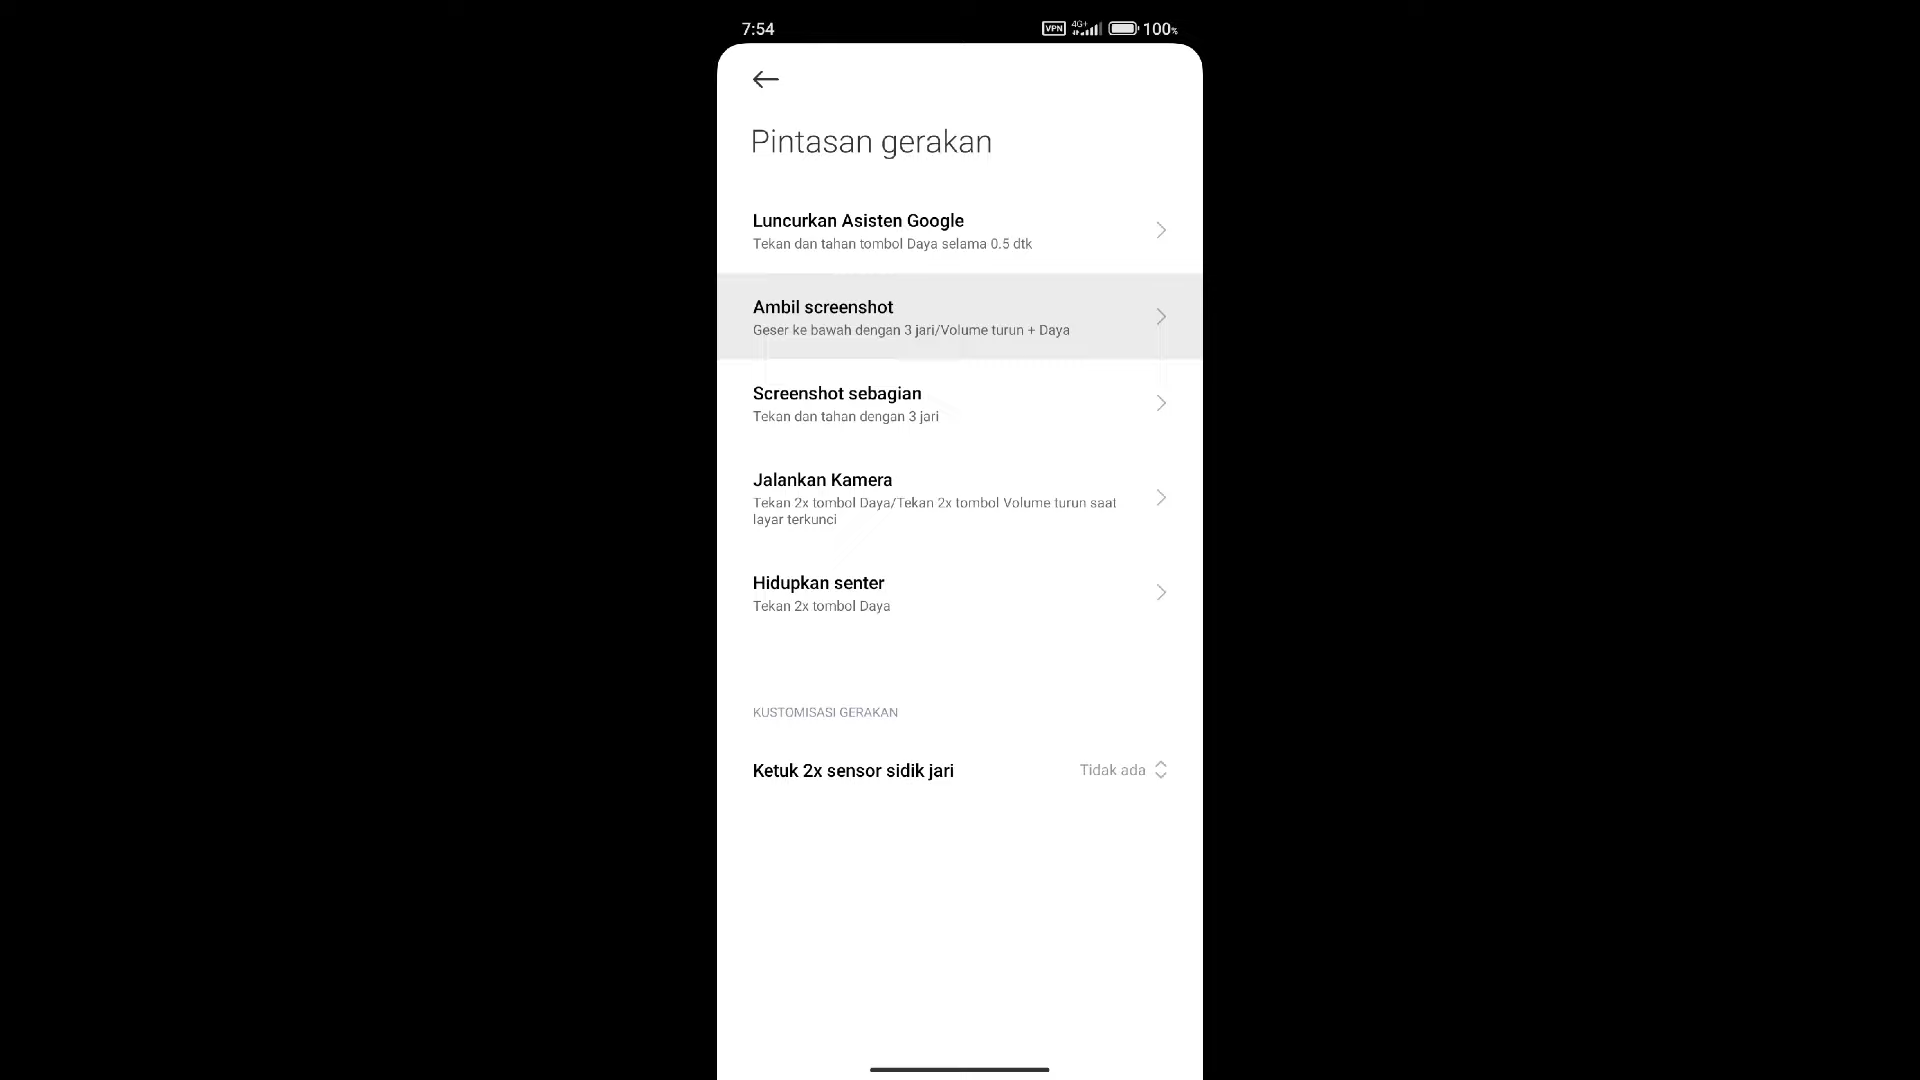 7:54
VPN 4G+ 100%
Pintasan gerakan
Luncurkan Asisten Google
Tekan dan tahan tombol Daya selama 0.5 dtk
Ambil screenshot
Geser ke bawah dengan 3 jari/Volume turun + Daya
Screenshot sebagian
Tekan dan tahan dengan 3 jari
Jalankan Kamera
Tekan 2x tombol Daya/Tekan 2x tombol Volume turun saat
layar terkunci
Hidupkan senter
Tekan 2x tombol Daya
KUSTOMISASI GERAKAN
Ketuk 2x sensor sidik jari
Tidak ada